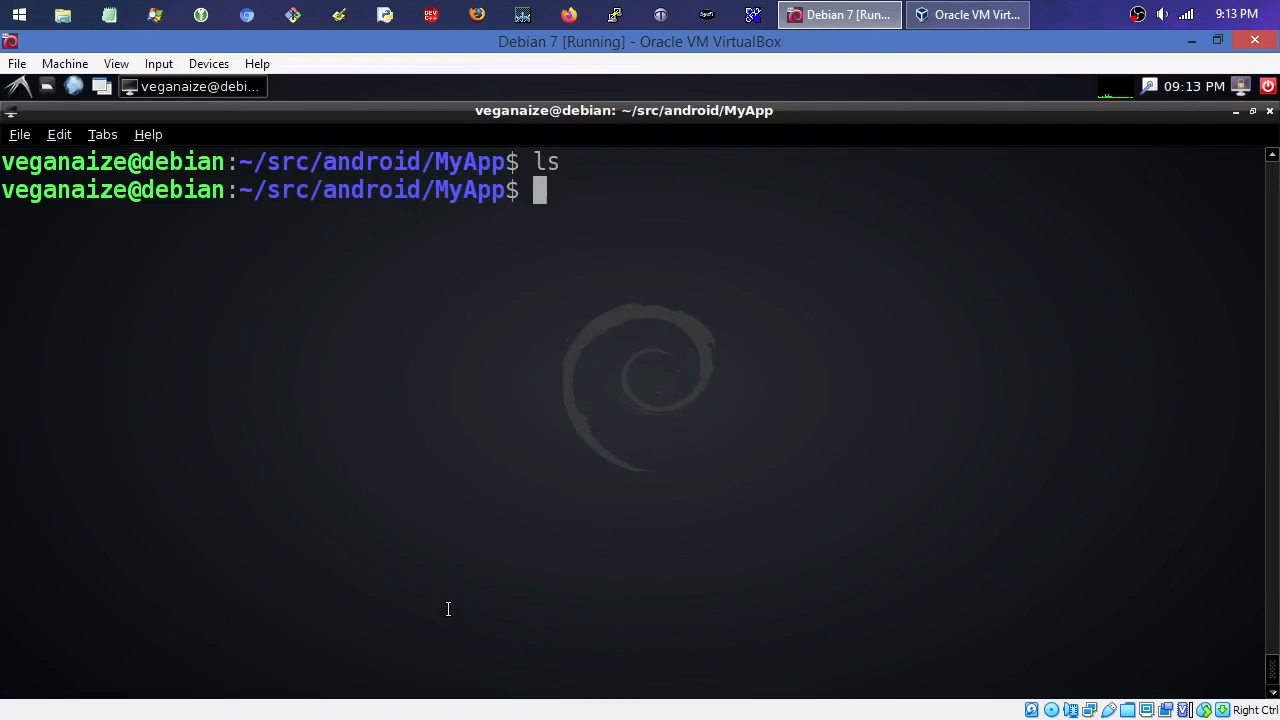 Debian 7 [Run...
Oracle VM Virt...
9:13 PM
Debian 7 [Running] - Oracle VM VirtualBox
File Machine View Input Devices Help
veganaize@debi...
09:13 PM
veganaize@debian: ~/src/android/MyApp
File Edit Tabs Help
veganaize@debian:~/src/android/MyApp$ ls
veganaize@debian:~/src/android/MyApp$
Right Ctrl